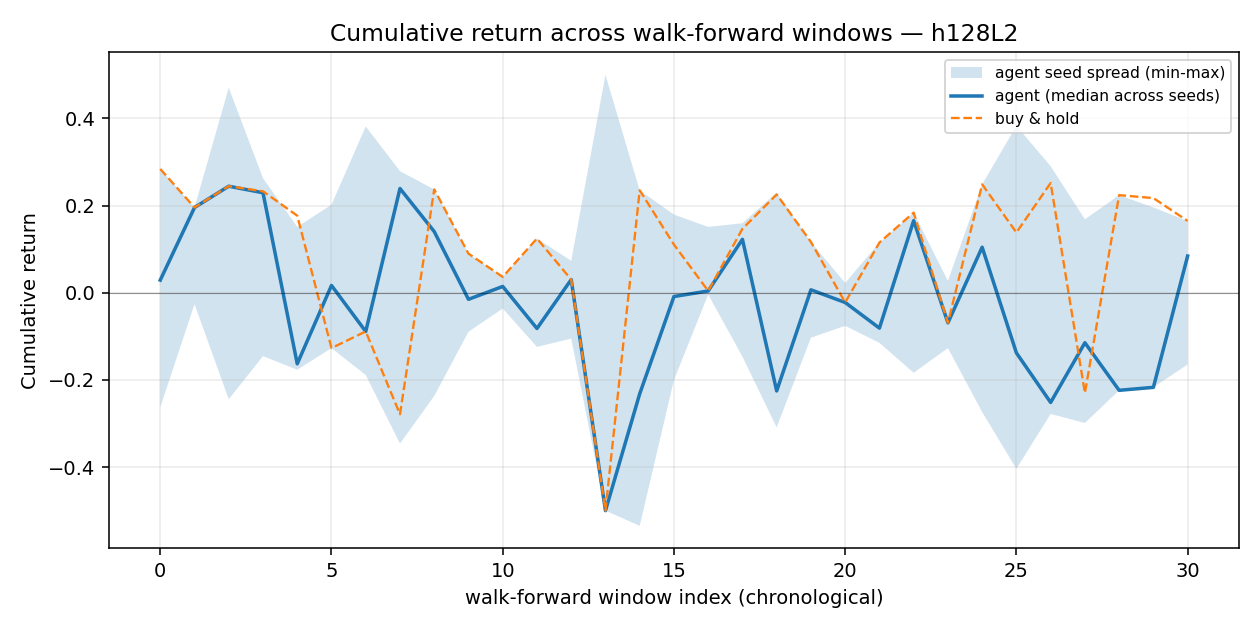 Cumulative return across walk-forward windows — h128L2
agent seed spread (min-max)
agent (median across seeds)
buy & hold
Cumulative return
0.4
0.2
0.0
−0.2
−0.4
0 5 10 15 20 25 30
walk-forward window index (chronological)